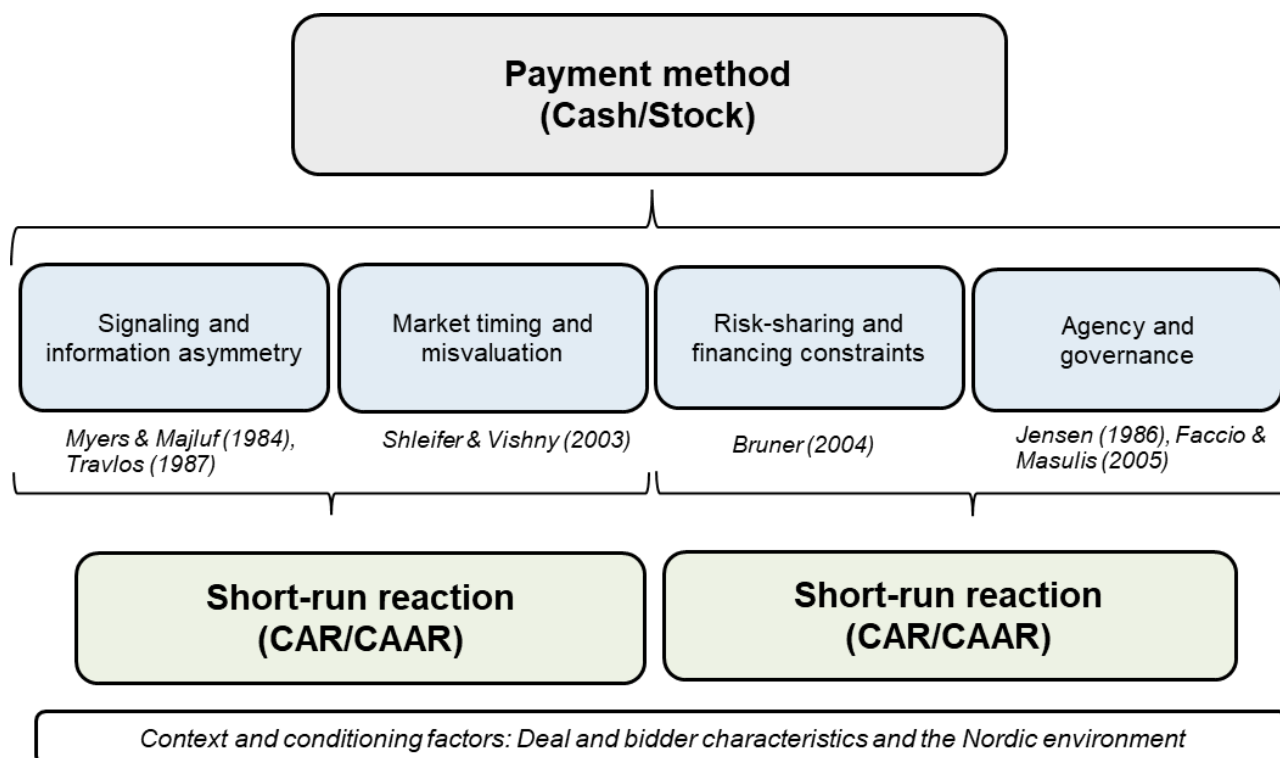 Payment method
(Cash/Stock)
Signaling and
information asymmetry
Market timing and
misvaluation
Risk-sharing and
financing constraints
Agency and
governance
Myers & Majluf (1984),
Travlos (1987)
Shleifer & Vishny (2003)
Bruner (2004)
Jensen (1986), Faccio &
Masulis (2005)
Short-run reaction
(CAR/CAAR)
Short-run reaction
(CAR/CAAR)
Context and conditioning factors: Deal and bidder characteristics and the Nordic environment